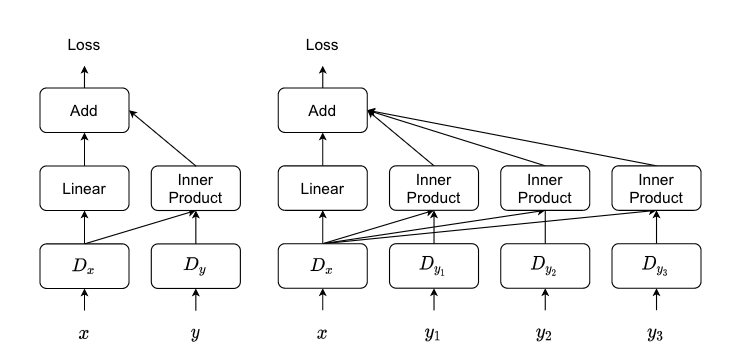 Loss Loss
Add Add
Linear Inner Product Linear Inner Product Inner Product Inner Product
D_x D_y D_x D_{y_1} D_{y_2} D_{y_3}
x y x y_1 y_2 y_3